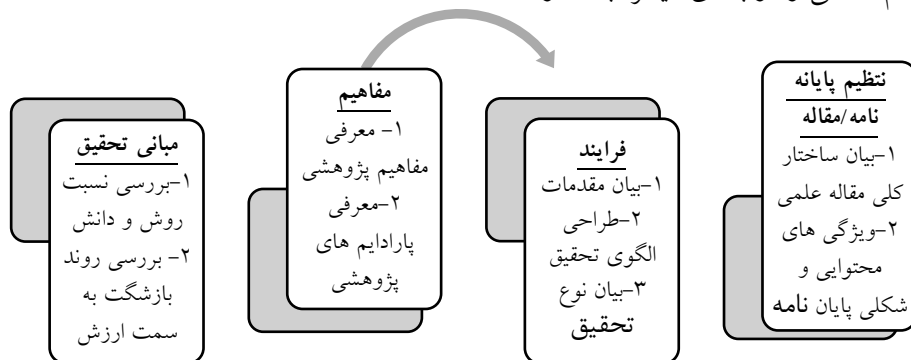 مبانی تحقیق
۱-بررسی نسبت
روش و دانش
۲- بررسی روند
بازشگت به
سمت ارزش
مفاهیم
۱- معرفی
مفاهیم پژوهشی
۲-معرفی
پارادایم های
پژوهشی
فرایند
۱-بیان مقدمات
۲-طراحی
الگوی تحقیق
۳-بیان نوع
تحقیق
نتظیم پایانه
نامه/مقاله
۱-بیان ساختار
کلی مقاله علمی
۲-ویژگی های
محتوایی و
شکلی پایان نامه